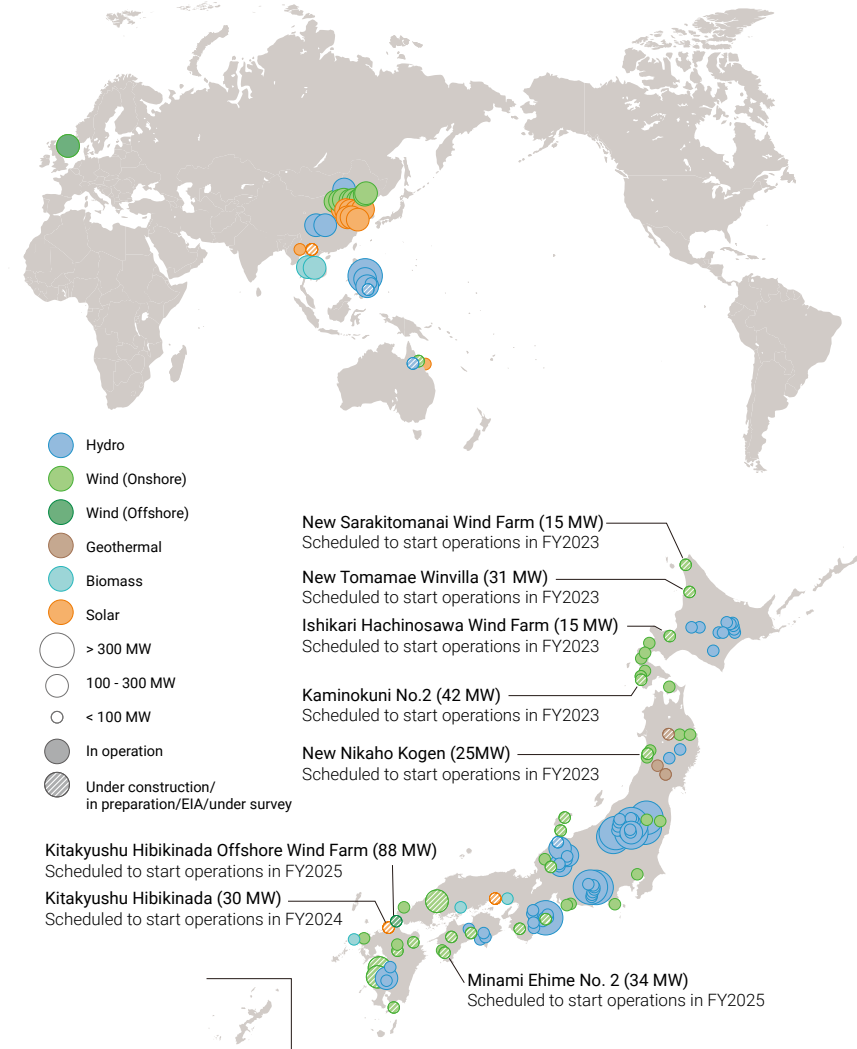 Hydro
Wind (Onshore)
Wind (Offshore)
Geothermal
Biomass
Solar
> 300 MW
100 - 300 MW
< 100 MW
In operation
Under construction/
in preparation/EIA/under survey
New Sarakitomanai Wind Farm (15 MW)
Scheduled to start operations in FY2023
New Tomamae Winvilla (31 MW)
Scheduled to start operations in FY2023
Ishikari Hachinosawa Wind Farm (15 MW)
Scheduled to start operations in FY2023
Kaminokuni No.2 (42 MW)
Scheduled to start operations in FY2023
New Nikaho Kogen (25MW)
Scheduled to start operations in FY2023
Kitakyushu Hibikinada Offshore Wind Farm (88 MW)
Scheduled to start operations in FY2025
Kitakyushu Hibikinada (30 MW)
Scheduled to start operations in FY2024
Minami Ehime No. 2 (34 MW)
Scheduled to start operations in FY2025